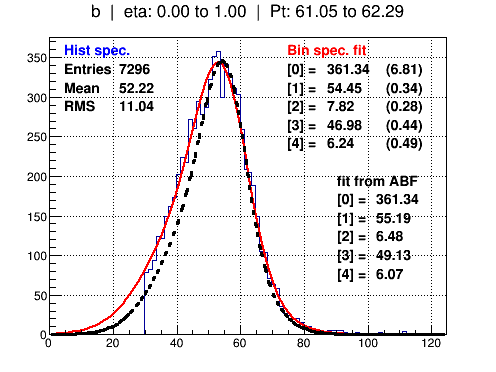 b | eta: 0.00 to 1.00 | Pt: 61.05 to 62.29
Hist spec.
Entries 7296
Mean 52.22
RMS 11.04
Bin spec. fit
[0] = 361.34 (6.81)
[1] = 54.45 (0.34)
[2] = 7.82 (0.28)
[3] = 46.98 (0.44)
[4] = 6.24 (0.49)
fit from ABF
[0] = 361.34
[1] = 55.19
[2] = 6.48
[3] = 49.13
[4] = 6.07
350
300
250
200
150
100
50
0
0 20 40 60 80 100 120